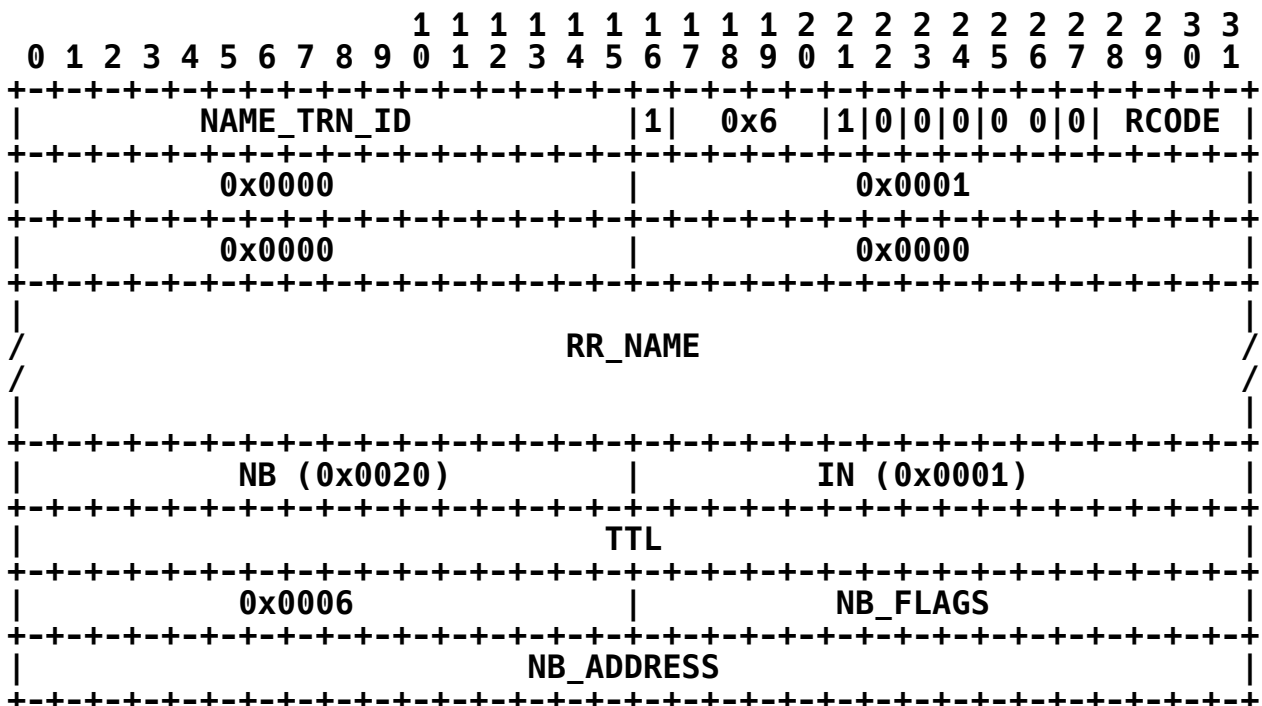 1 1 1 1 1 1 1 1 1 1 2 2 2 2 2 2 2 2 2 2 3 3
 0 1 2 3 4 5 6 7 8 9 0 1 2 3 4 5 6 7 8 9 0 1 2 3 4 5 6 7 8 9 0 1
+-+-+-+-+-+-+-+-+-+-+-+-+-+-+-+-+-+-+-+-+-+-+-+-+-+-+-+-+-+-+-+-+
|         NAME_TRN_ID           |1|  0x6  |1|0|0|0|0 0|0| RCODE |
+-+-+-+-+-+-+-+-+-+-+-+-+-+-+-+-+-+-+-+-+-+-+-+-+-+-+-+-+-+-+-+-+
|          0x0000               |           0x0001              |
+-+-+-+-+-+-+-+-+-+-+-+-+-+-+-+-+-+-+-+-+-+-+-+-+-+-+-+-+-+-+-+-+
|          0x0000               |           0x0000              |
+-+-+-+-+-+-+-+-+-+-+-+-+-+-+-+-+-+-+-+-+-+-+-+-+-+-+-+-+-+-+-+-+
|                                                               |
/                            RR_NAME                            /
/                                                               /
|                                                               |
+-+-+-+-+-+-+-+-+-+-+-+-+-+-+-+-+-+-+-+-+-+-+-+-+-+-+-+-+-+-+-+-+
|           NB (0x0020)         |         IN (0x0001)           |
+-+-+-+-+-+-+-+-+-+-+-+-+-+-+-+-+-+-+-+-+-+-+-+-+-+-+-+-+-+-+-+-+
|                              TTL                              |
+-+-+-+-+-+-+-+-+-+-+-+-+-+-+-+-+-+-+-+-+-+-+-+-+-+-+-+-+-+-+-+-+
|           0x0006              |          NB_FLAGS             |
+-+-+-+-+-+-+-+-+-+-+-+-+-+-+-+-+-+-+-+-+-+-+-+-+-+-+-+-+-+-+-+-+
|                          NB_ADDRESS                           |
+-+-+-+-+-+-+-+-+-+-+-+-+-+-+-+-+-+-+-+-+-+-+-+-+-+-+-+-+-+-+-+-+